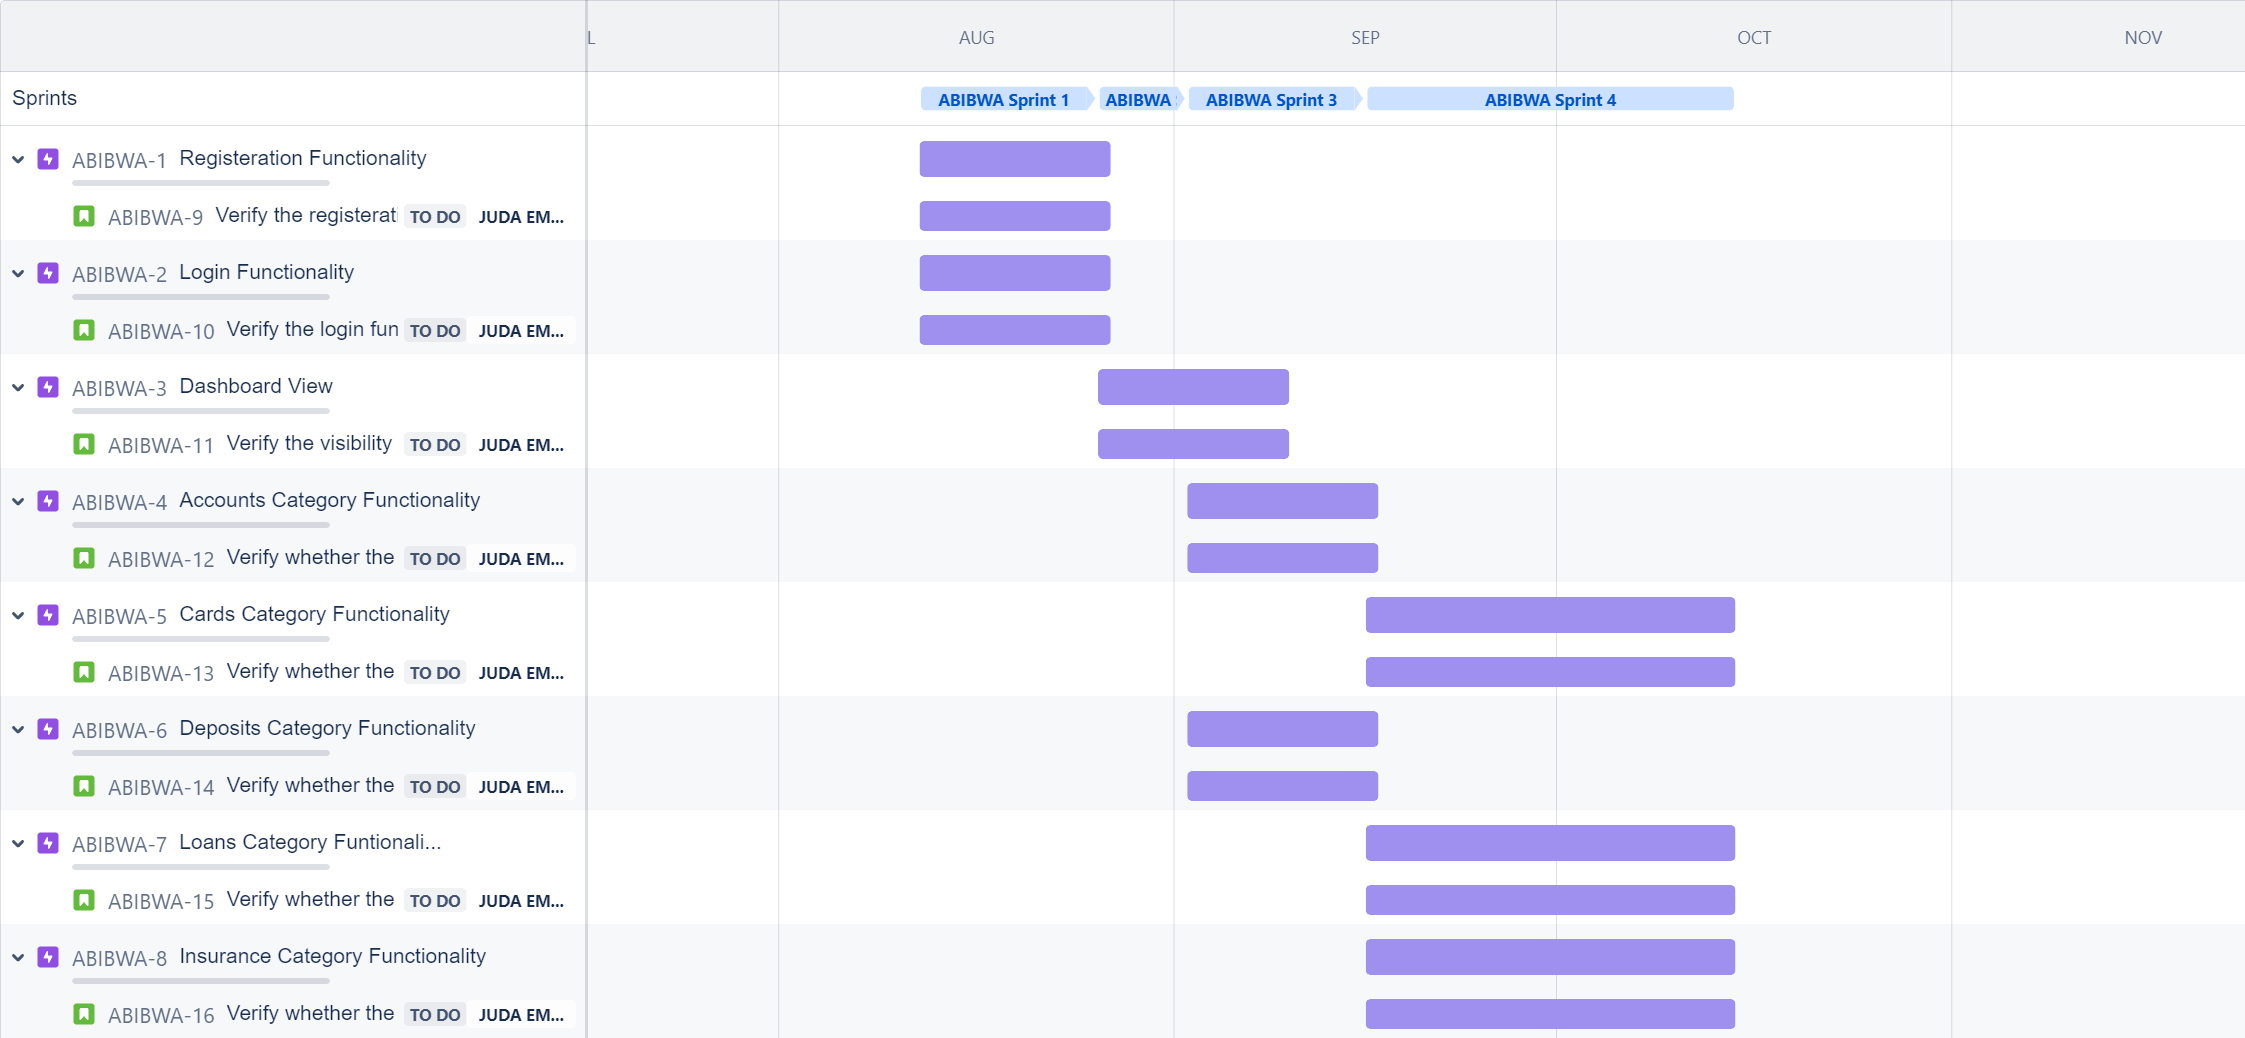 L AUG SEP OCT NOV
Sprints ABIBWA Sprint 1 ABIBWA ABIBWA Sprint 3 ABIBWA Sprint 4
ABIBWA-1 Registeration Functionality
ABIBWA-9 Verify the registerati TO DO JUDA EM...
ABIBWA-2 Login Functionality
ABIBWA-10 Verify the login fun TO DO JUDA EM...
ABIBWA-3 Dashboard View
ABIBWA-11 Verify the visibility TO DO JUDA EM...
ABIBWA-4 Accounts Category Functionality
ABIBWA-12 Verify whether the TO DO JUDA EM...
ABIBWA-5 Cards Category Functionality
ABIBWA-13 Verify whether the TO DO JUDA EM...
ABIBWA-6 Deposits Category Functionality
ABIBWA-14 Verify whether the TO DO JUDA EM...
ABIBWA-7 Loans Category Funtionali...
ABIBWA-15 Verify whether the TO DO JUDA EM...
ABIBWA-8 Insurance Category Functionality
ABIBWA-16 Verify whether the TO DO JUDA EM...